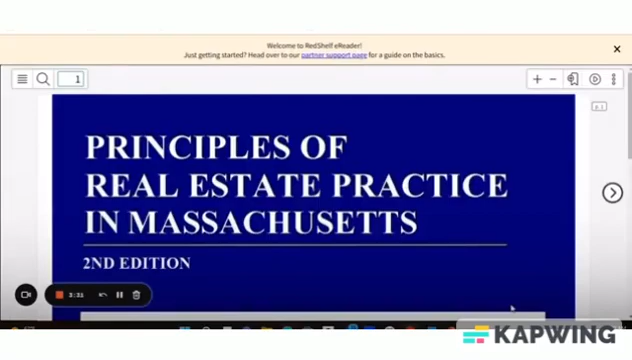 Welcome to RedShelf eReader!
Just getting started? Head over to our partner support page for a guide on the basics.
1
PRINCIPLES OF
REAL ESTATE PRACTICE
IN MASSACHUSETTS
2ND EDITION
3:31
KAPWING